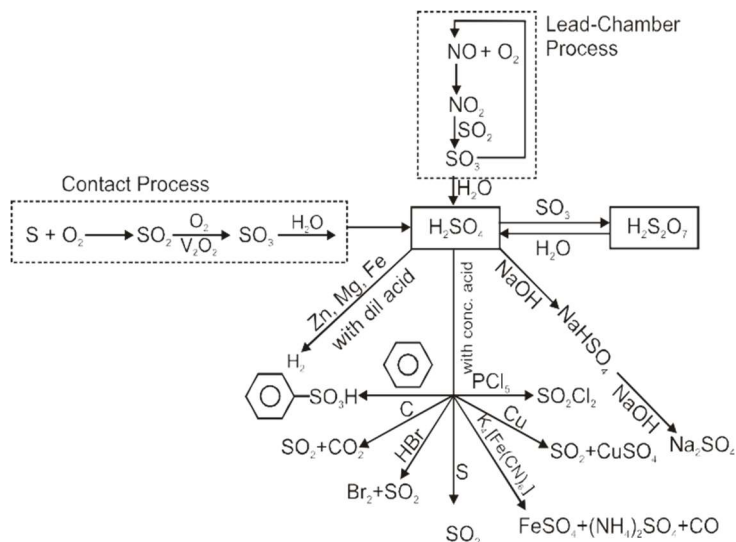 Lead-Chamber
Process
NO + O₂
NO₂
SO₂
SO₃
H₂O
Contact Process
S + O₂ SO₂ O₂ V₂O₂ SO₃ H₂O
H₂SO₄
SO₃
H₂O
H₂S₂O₇
Zn, Mg, Fe
with dil acid
H₂
with conc. acid
NaOH
NaHSO₄
NaOH
Na₂SO₄
SO₃H
PCl₅
SO₂Cl₂
C
SO₂+CO₂
HBr
Br₂+SO₂
S
SO₂
Cu
SO₂+CuSO₄
K₄[Fe(CN)₆]
FeSO₄+(NH₄)₂SO₄+CO